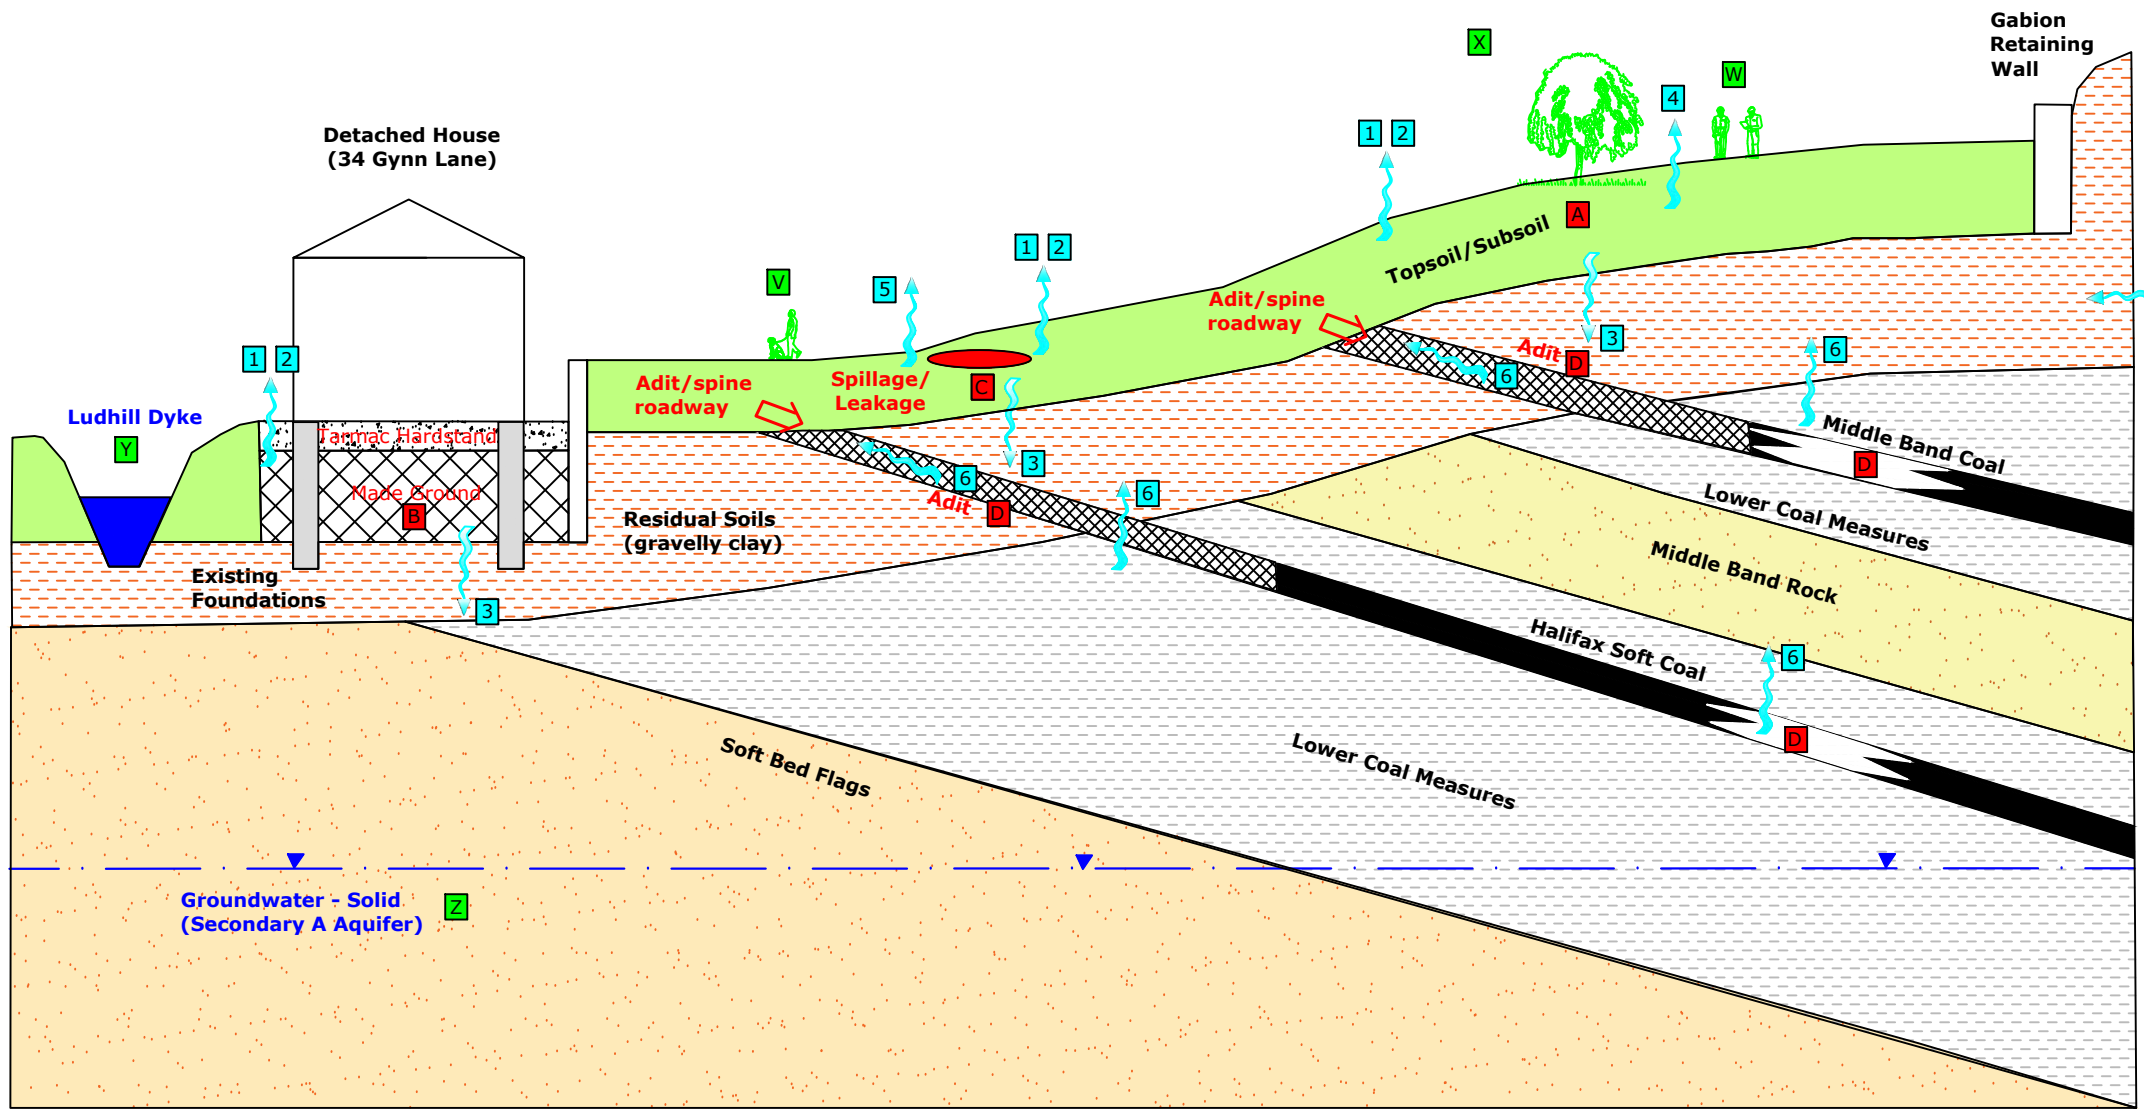 Gabion
Retaining
Wall
X
W
4
1 2
Detached House
(34 Gynn Lane)
A
Topsoil/Subsoil
1 2
V
5
Adit/spine
roadway
3
Adit
D
6
6
1 2
Ludhill Dyke
Y
Tarmac Hardstand
Made Ground
B
Adit/spine
roadway
Spillage/
Leakage
C
3
6
Adit
D
6
Middle Band Coal
D
Lower Coal Measures
Middle Band Rock
Residual Soils
(gravelly clay)
Existing
Foundations
3
Halifax Soft Coal
6
D
Soft Bed Flags
Lower Coal Measures
Groundwater - Solid
(Secondary A Aquifer)
Z